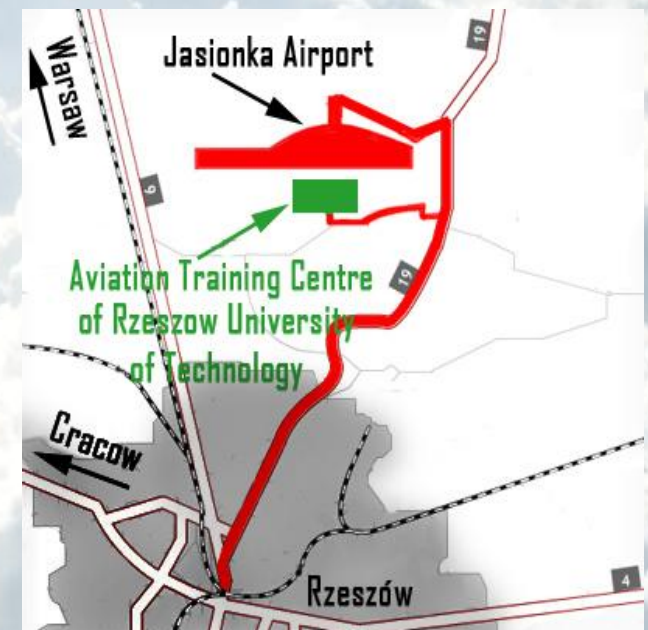 19
Jasionka Airport
Warsaw
9
Aviation Training Centre
of Rzeszow University
of Technology
19
Cracow
Rzeszów
4